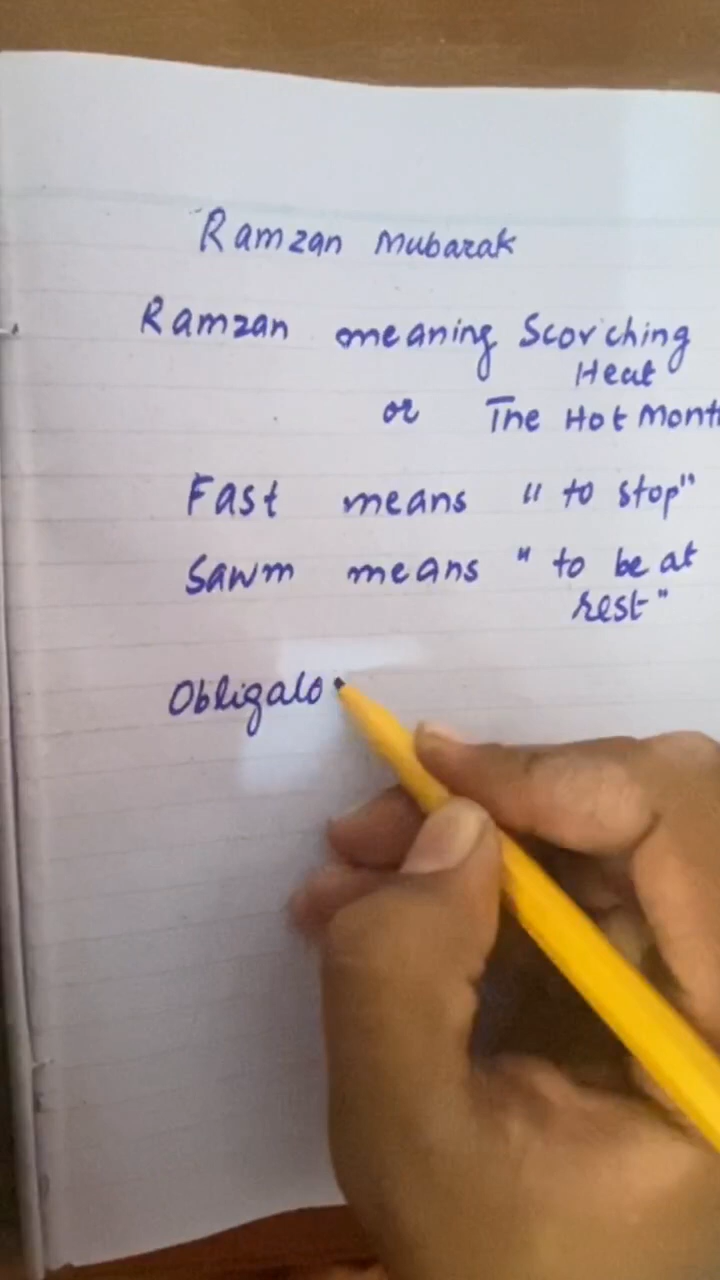 Ramzan Mubarak
Ramzan meaning Scorching
Heat
or The Hot Mont
Fast means "to stop"
Sawm means "to be at
rest"
Obligato